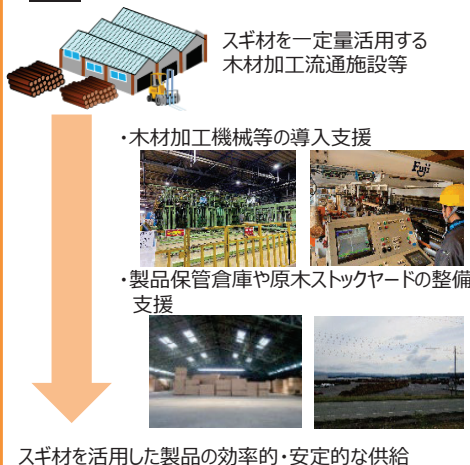 スギ材を一定量活用する
木材加工流通施設等
・木材加工機械等の導入支援
Fuji
・製品保管倉庫や原木ストックヤードの整備
支援
スギ材を活用した製品の効率的・安定的な供給